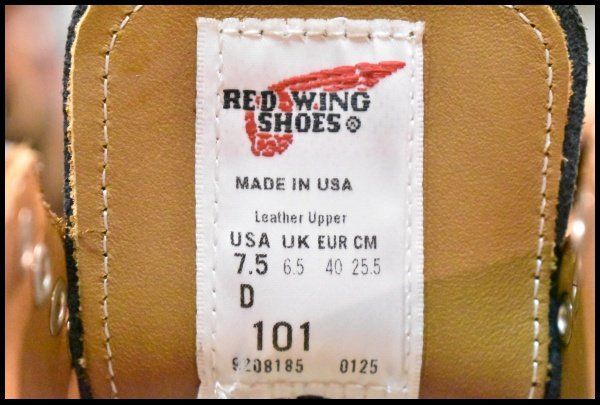 RED WING
SHOES®
MADE IN USA
Leather Upper
USA UK EUR CM
7.5 6.5 40 25.5
D
101
9208185 0125